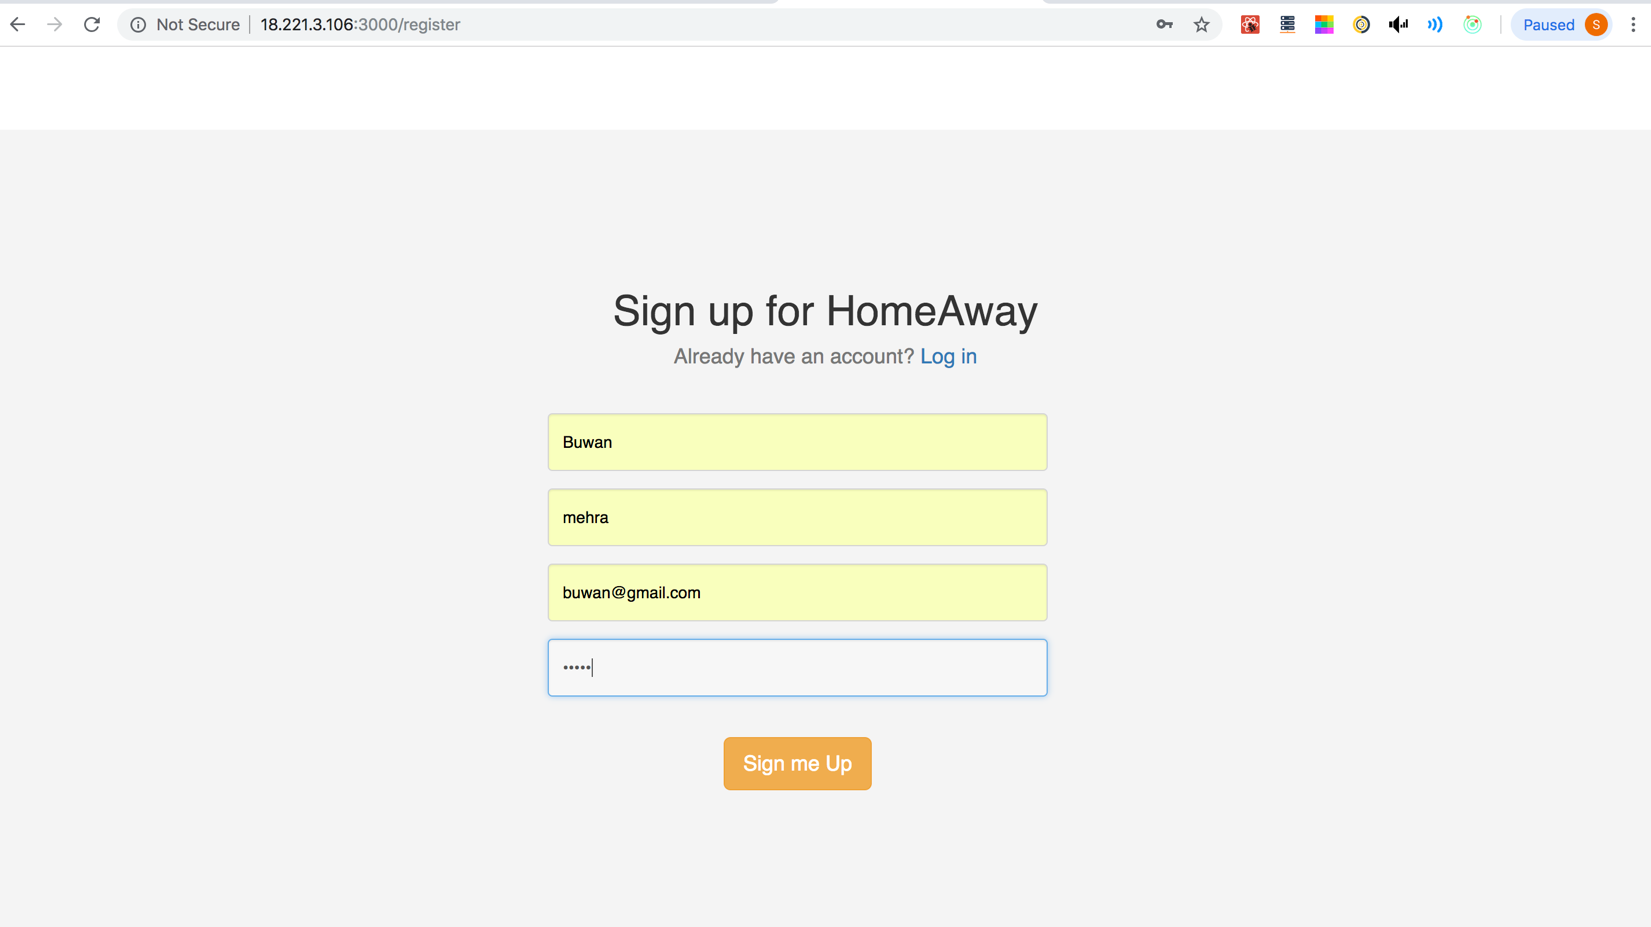 Not Secure 18.221.3.106:3000/register Paused S
Sign up for HomeAway
Already have an account? Log in
Buwan
mehra
buwan@gmail.com
•••••
Sign me Up